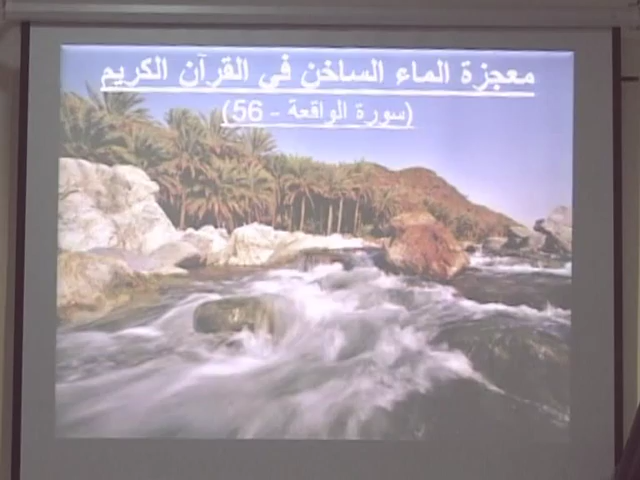 معجزة الماء الساخن في القرآن الكريم
(سورة الواقعة - 56)